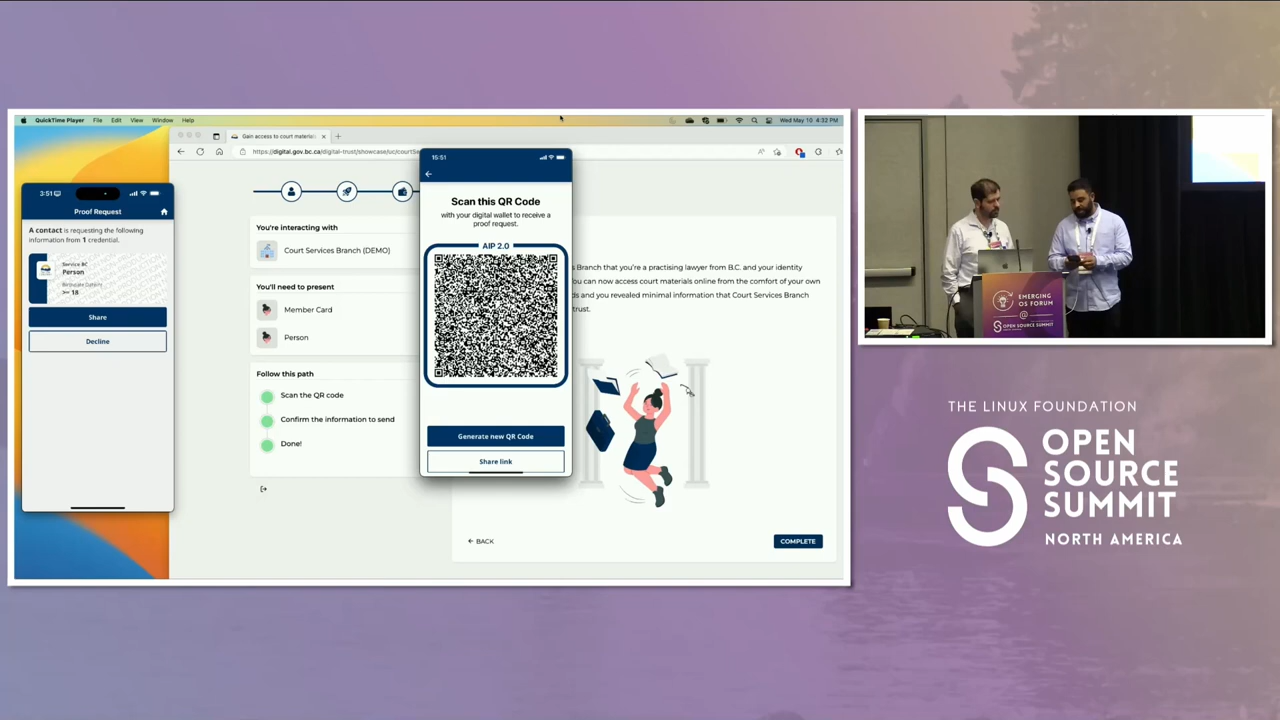 QuickTime Player File Edit View Window Help
Wed May 10 4:32 PM
Gain access to court materials
https://digital.gov.bc.ca/digital-trust/showcase/uc/courtSe
3:51
Proof Request
A contact is requesting the following
information from 1 credential.
Service BC
Person
>= 18
Share
Decline
You're interacting with
Court Services Branch (DEMO)
You'll need to present
Member Card
Person
Follow this path
Scan the QR code
Confirm the information to send
Done!
15:51
Scan this QR Code
with your digital wallet to receive a
proof request.
AIP 2.0
Generate new QR Code
Share link
s Branch that you're a practising lawyer from B.C. and your identity
ou can now access court materials online from the comfort of your own
ds and you revealed minimal information that Court Services Branch
trust.
BACK
COMPLETE
EMERGING
OS FORUM
@
OPEN SOURCE SUMMIT
THE LINUX FOUNDATION
OPEN
SOURCE
SUMMIT
NORTH AMERICA